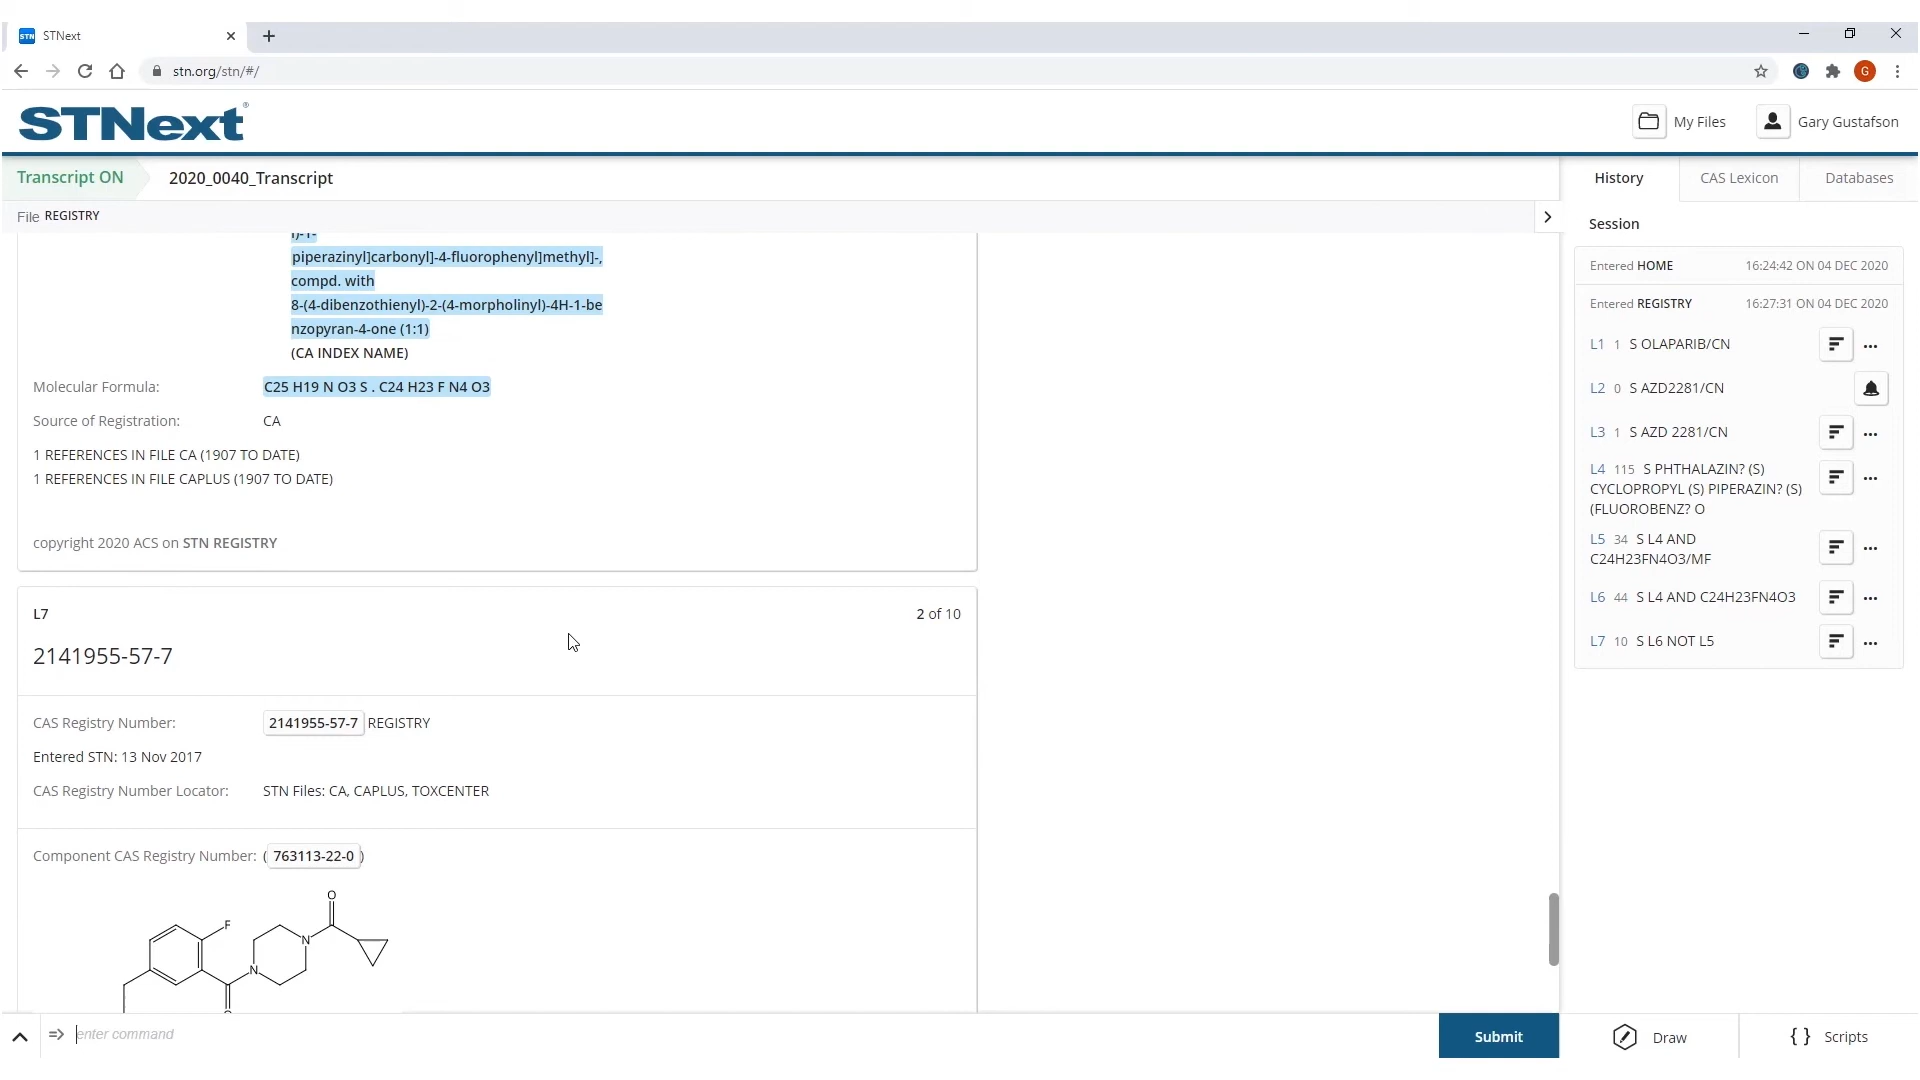 STN STNext
stn.org/stn/#/
G
STNext®
My Files
Gary Gustafson
Transcript ON 2020_0040_Transcript
History CAS Lexicon Databases
File REGISTRY
Session
l)-1-
piperazinyl]carbonyl]-4-fluorophenyl]methyl]-,
compd. with
8-(4-dibenzothienyl)-2-(4-morpholinyl)-4H-1-be
nzopyran-4-one (1:1)
(CA INDEX NAME)
Molecular Formula: C25 H19 N O3 S . C24 H23 F N4 O3
Source of Registration: CA
1 REFERENCES IN FILE CA (1907 TO DATE)
1 REFERENCES IN FILE CAPLUS (1907 TO DATE)
copyright 2020 ACS on STN REGISTRY
L7 2 of 10
2141955-57-7
CAS Registry Number: 2141955-57-7 REGISTRY
Entered STN: 13 Nov 2017
CAS Registry Number Locator: STN Files: CA, CAPLUS, TOXCENTER
Component CAS Registry Number: ( 763113-22-0 )
O
F
N
N
Entered HOME 16:24:42 ON 04 DEC 2020
Entered REGISTRY 16:27:31 ON 04 DEC 2020
L1 1 S OLAPARIB/CN
L2 0 S AZD2281/CN
L3 1 S AZD 2281/CN
L4 115 S PHTHALAZIN? (S)
CYCLOPROPYL (S) PIPERAZIN? (S)
(FLUOROBENZ? O
L5 34 S L4 AND
C24H23FN4O3/MF
L6 44 S L4 AND C24H23FN4O3
L7 10 S L6 NOT L5
=> enter command
Submit
Draw
{ } Scripts